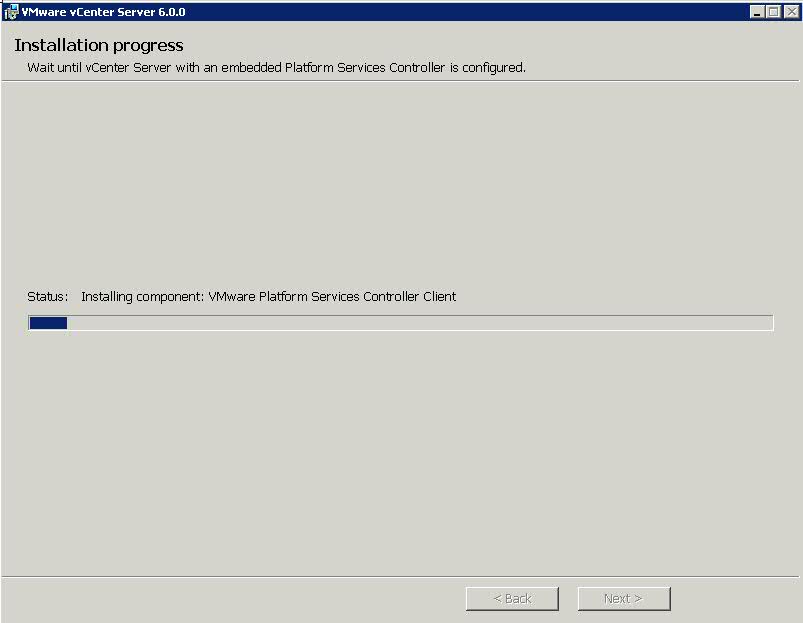 VMware vCenter Server 6.0.0
Installation progress
Wait until vCenter Server with an embedded Platform Services Controller is configured.
Status: Installing component: VMware Platform Services Controller Client
< Back Next >